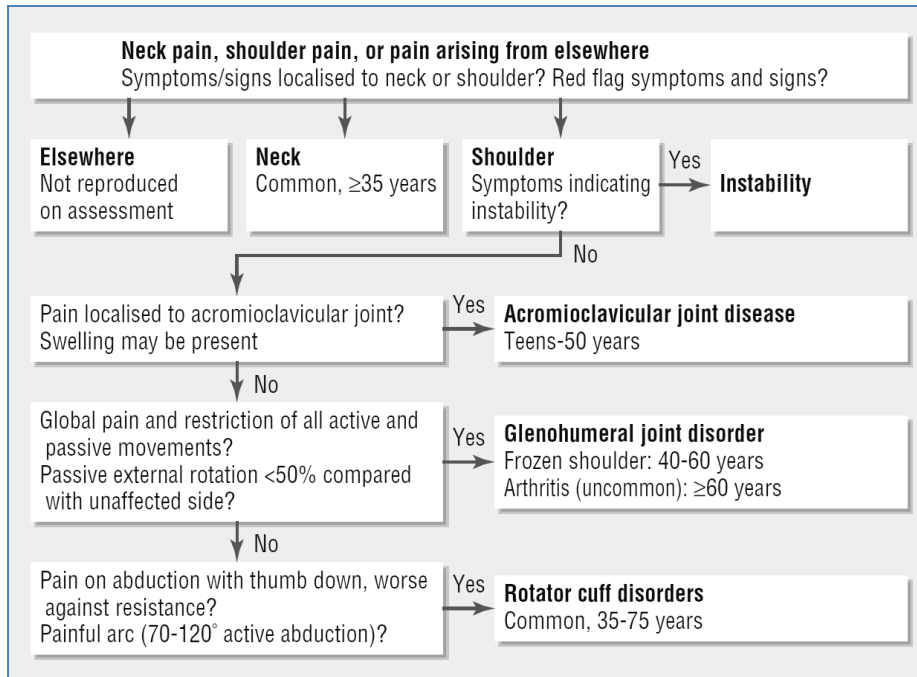 Neck pain, shoulder pain, or pain arising from elsewhere
Symptoms/signs localised to neck or shoulder? Red flag symptoms and signs?
Elsewhere
Not reproduced
on assessment
Neck
Common, ≥35 years
Shoulder
Symptoms indicating
instability?
Yes
Instability
No
Pain localised to acromioclavicular joint?
Swelling may be present
Yes
Acromioclavicular joint disease
Teens-50 years
No
Global pain and restriction of all active and
passive movements?
Passive external rotation <50% compared
with unaffected side?
Yes
Glenohumeral joint disorder
Frozen shoulder: 40-60 years
Arthritis (uncommon): ≥60 years
No
Pain on abduction with thumb down, worse
against resistance?
Painful arc (70-120° active abduction)?
Yes
Rotator cuff disorders
Common, 35-75 years